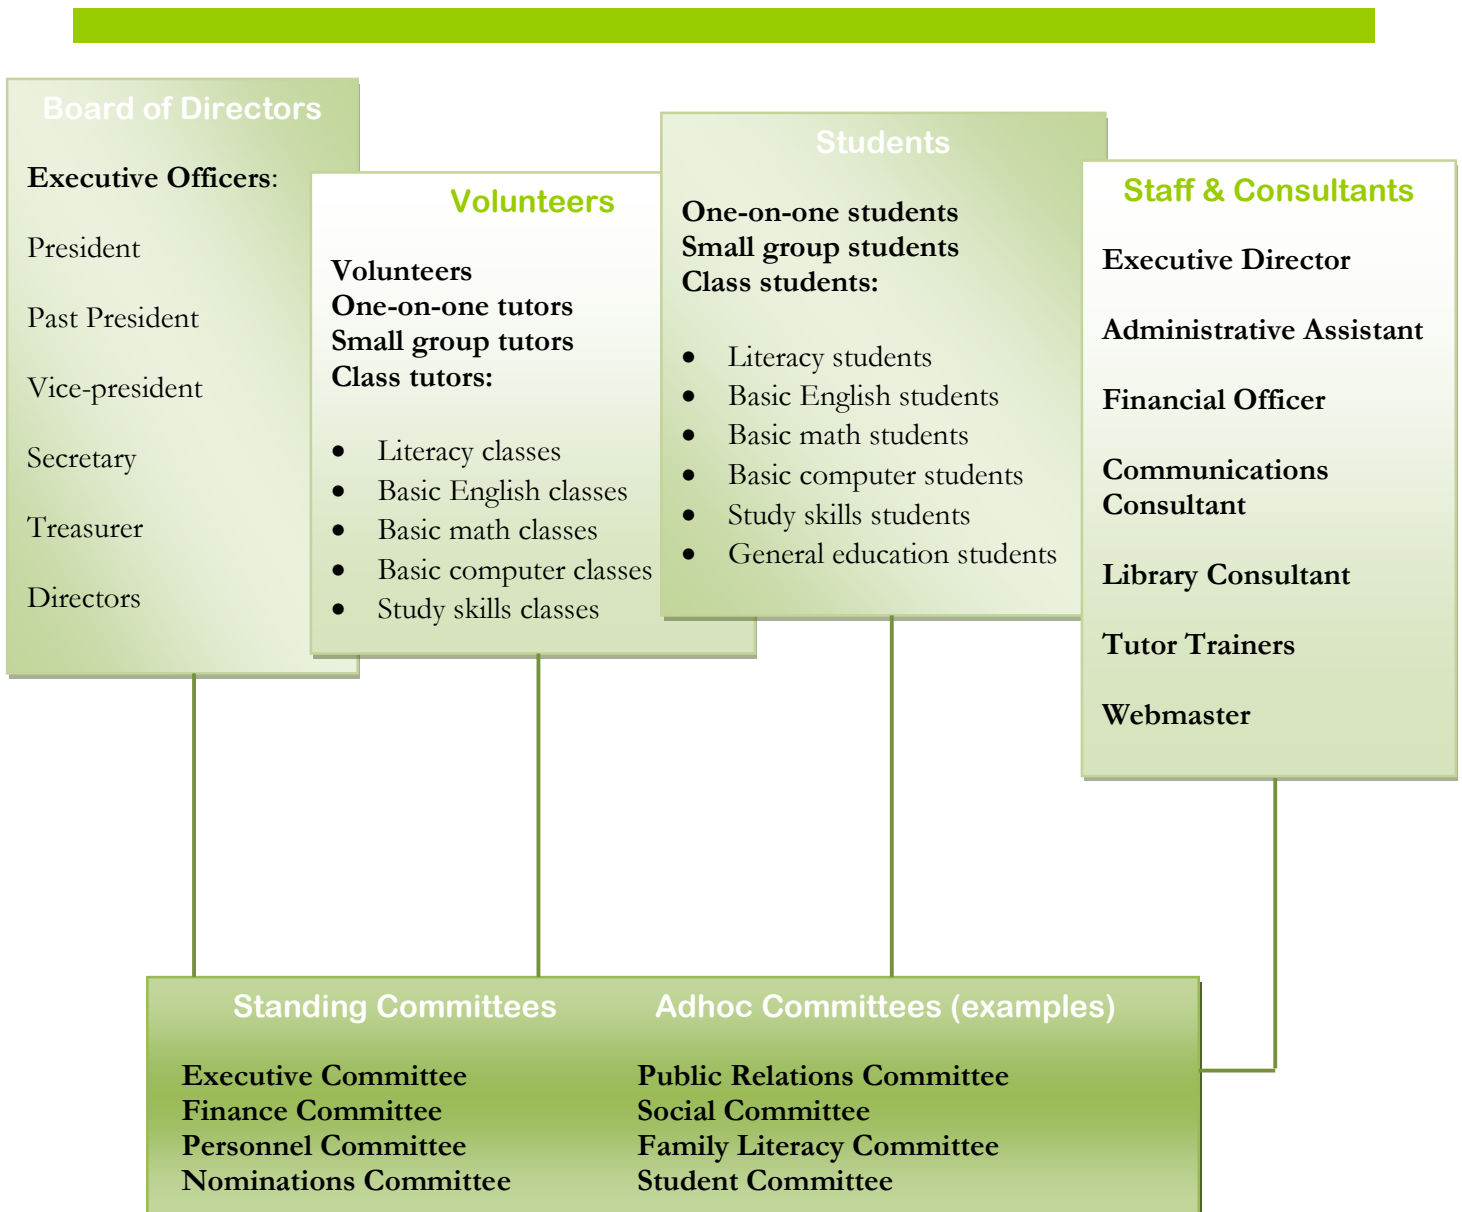 Board of Directors
Executive Officers:
President
Past President
Vice-president
Secretary
Treasurer
Directors
Volunteers
Volunteers
One-on-one tutors
Small group tutors
Class tutors:
• Literacy classes
• Basic English classes
• Basic math classes
• Basic computer classes
• Study skills classes
Students
One-on-one students
Small group students
Class students:
• Literacy students
• Basic English students
• Basic math students
• Basic computer students
• Study skills students
• General education students
Staff & Consultants
Executive Director
Administrative Assistant
Financial Officer
Communications
Consultant
Library Consultant
Tutor Trainers
Webmaster
Standing Committees
Executive Committee
Finance Committee
Personnel Committee
Nominations Committee
Adhoc Committees (examples)
Public Relations Committee
Social Committee
Family Literacy Committee
Student Committee